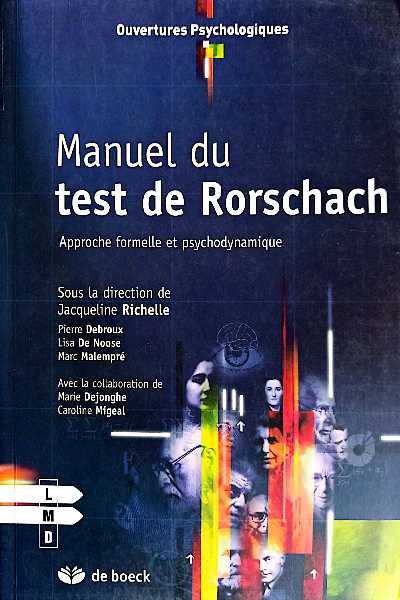 Ouvertures Psychologiques
Manuel du
test de Rorschach
Approche formelle et psychodynamique
Sous la direction de
Jacqueline Richelle
Pierre Debroux
Lisa De Noose
Marc Malempré
Avec la collaboration de
Marie Dejonghe
Caroline Migeal
L
M
D
de boeck